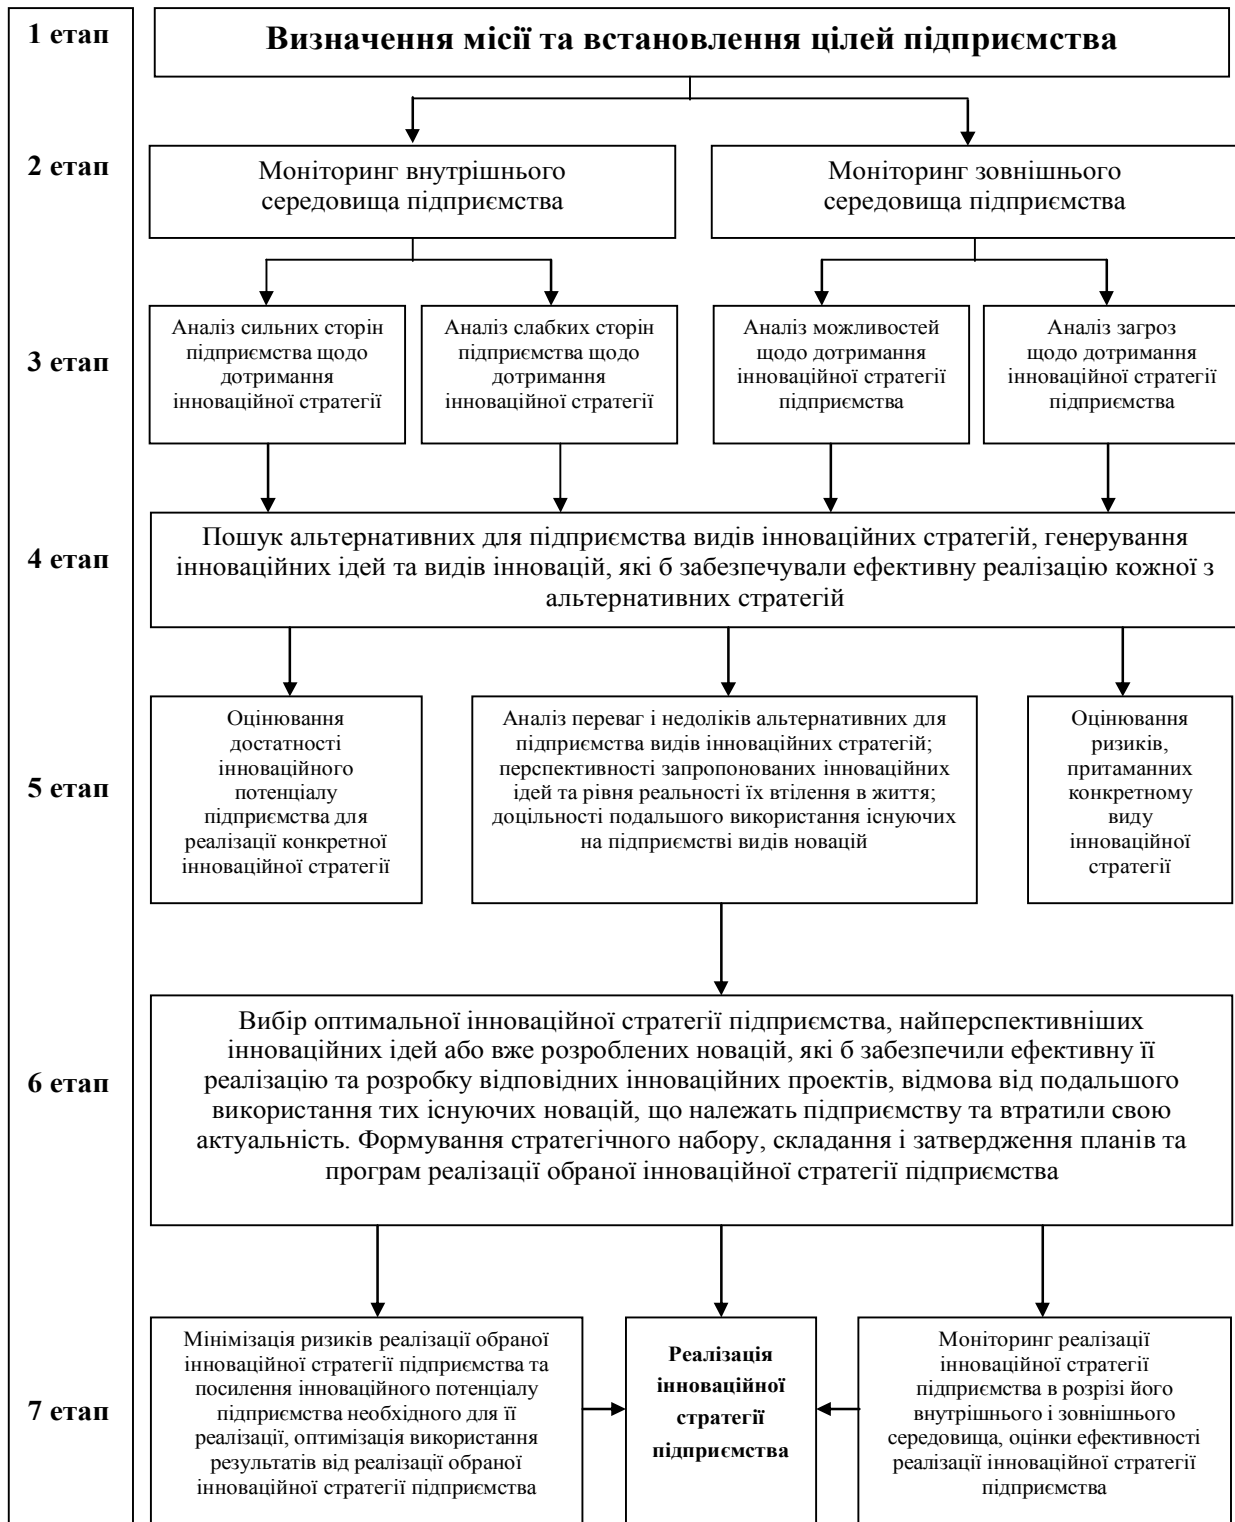 1 етап
Визначення місії та встановлення цілей підприємства
2 етап
Моніторинг внутрішнього
середовища підприємства
Моніторинг зовнішнього
середовища підприємства
3 етап
Аналіз сильних сторін
підприємства щодо
дотримання
інноваційної стратегії
Аналіз слабких сторін
підприємства щодо
дотримання
інноваційної стратегії
Аналіз можливостей
щодо дотримання
інноваційної стратегії
підприємства
Аналіз загроз
щодо дотримання
інноваційної стратегії
підприємства
4 етап
Пошук альтернативних для підприємства видів інноваційних стратегій, генерування
інноваційних ідей та видів інновацій, які б забезпечували ефективну реалізацію кожної з
альтернативних стратегій
5 етап
Оцінювання
достатності
інноваційного
потенціалу
підприємства для
реалізації конкретної
інноваційної стратегії
Аналіз переваг і недоліків альтернативних для
підприємства видів інноваційних стратегій;
перспективності запропонованих інноваційних
ідей та рівня реальності їх втілення в життя;
доцільності подальшого використання існуючих
на підприємстві видів новацій
Оцінювання
ризиків,
притаманних
конкретному
виду
інноваційної
стратегії
6 етап
Вибір оптимальної інноваційної стратегії підприємства, найперспективніших
інноваційних ідей або вже розроблених новацій, які б забезпечили ефективну її
реалізацію та розробку відповідних інноваційних проектів, відмова від подальшого
використання тих існуючих новацій, що належать підприємству та втратили свою
актуальність. Формування стратегічного набору, складання і затвердження планів та
програм реалізації обраної інноваційної стратегії підприємства
7 етап
Мінімізація ризиків реалізації обраної
інноваційної стратегії підприємства та
посилення інноваційного потенціалу
підприємства необхідного для її
реалізації, оптимізація використання
результатів від реалізації обраної
інноваційної стратегії підприємства
Реалізація
інноваційної
стратегії
підприємства
Моніторинг реалізації
інноваційної стратегії
підприємства в розрізі його
внутрішнього і зовнішнього
середовища, оцінки ефективності
реалізації інноваційної стратегії
підприємства